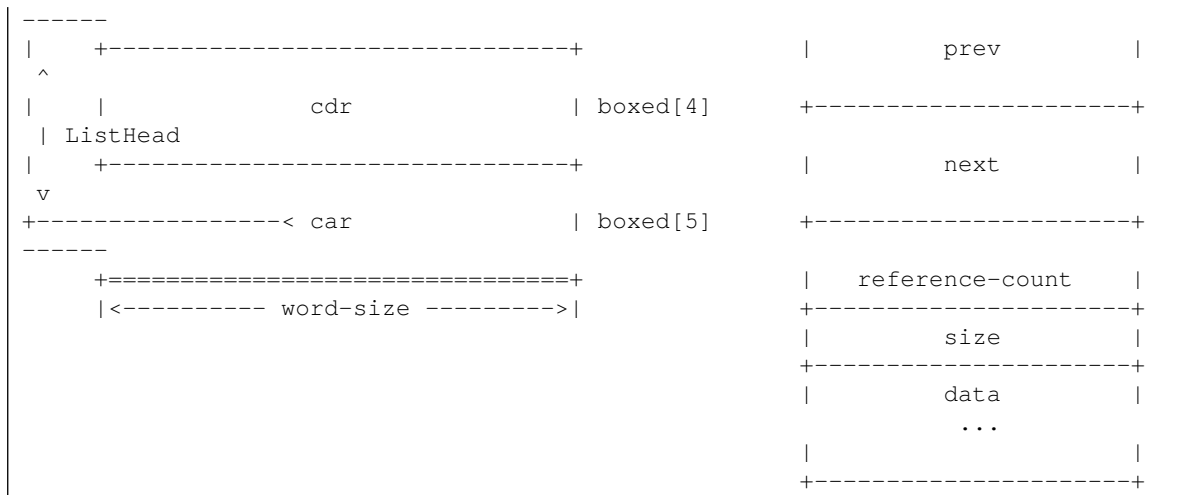 ------
|    +--------------------------------+               |         prev         |
 ^
|    |              cdr                | boxed[4]      +----------------------+
 | ListHead
|    +--------------------------------+               |         next         |
 v
+-----------------< car                | boxed[5]      +----------------------+
------
     +================================+               |   reference-count    |
     |<---------- word-size --------->|               +----------------------+
                                                      |         size         |
                                                      +----------------------+
                                                      |         data         |
                                                                 ...
                                                      |                      |
                                                      +----------------------+